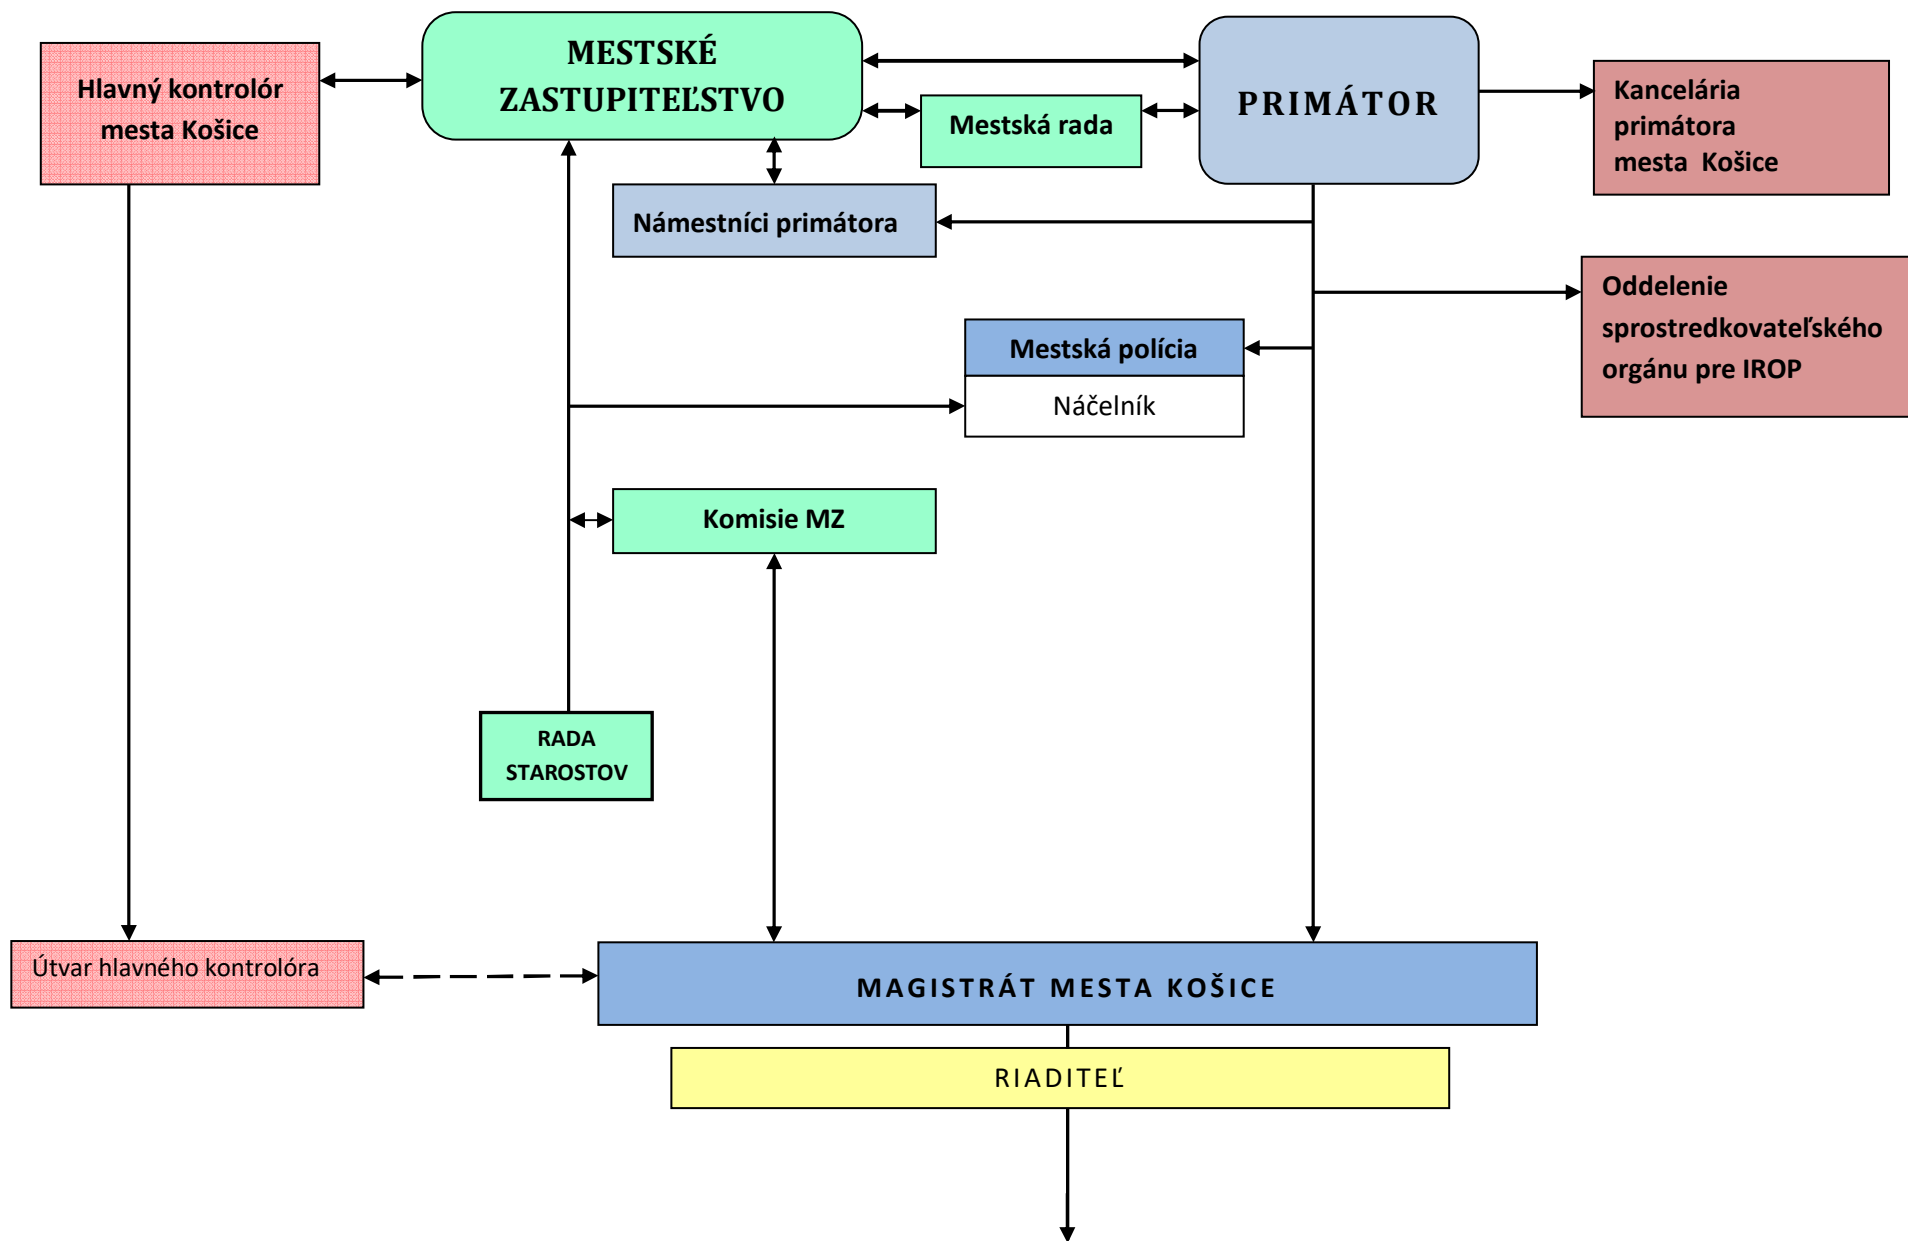 Hlavný kontrolór
mesta Košice
MESTSKÉ
ZASTUPITEĽSTVO
Mestská rada
PRIMÁTOR
Kancelária
primátora
mesta Košice
Námestníci primátora
Oddelenie
sprostredkovateľského
orgánu pre IROP
Mestská polícia
Náčelník
Komisie MZ
RADA
STAROSTOV
Útvar hlavného kontrolóra
MAGISTRÁT MESTA KOŠICE
RIADITEĽ